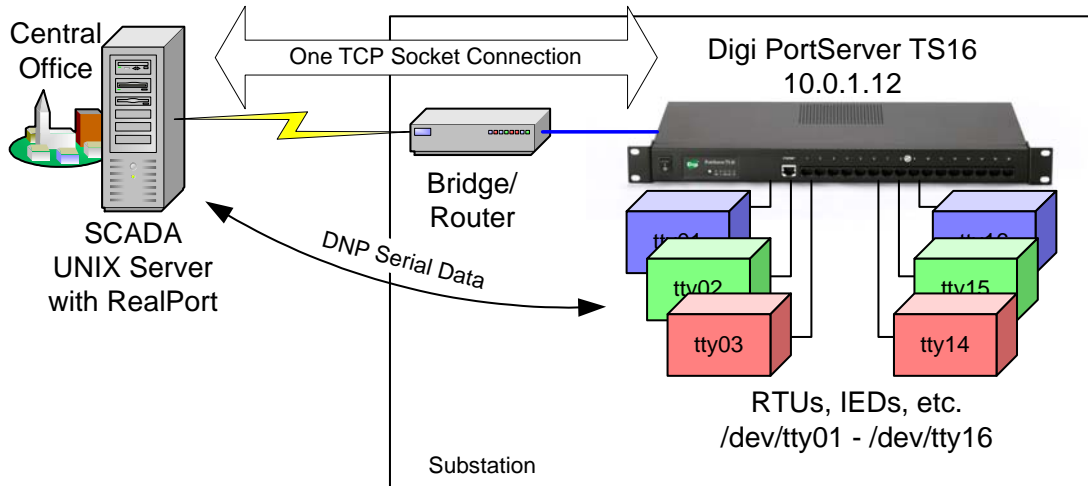 Central
Office
One TCP Socket Connection
Digi PortServer TS16
10.0.1.12
Bridge/
Router
SCADA
UNIX Server
with RealPort
DNP Serial Data
tty02
tty15
tty03
tty14
RTUs, IEDs, etc.
/dev/tty01 - /dev/tty16
Substation